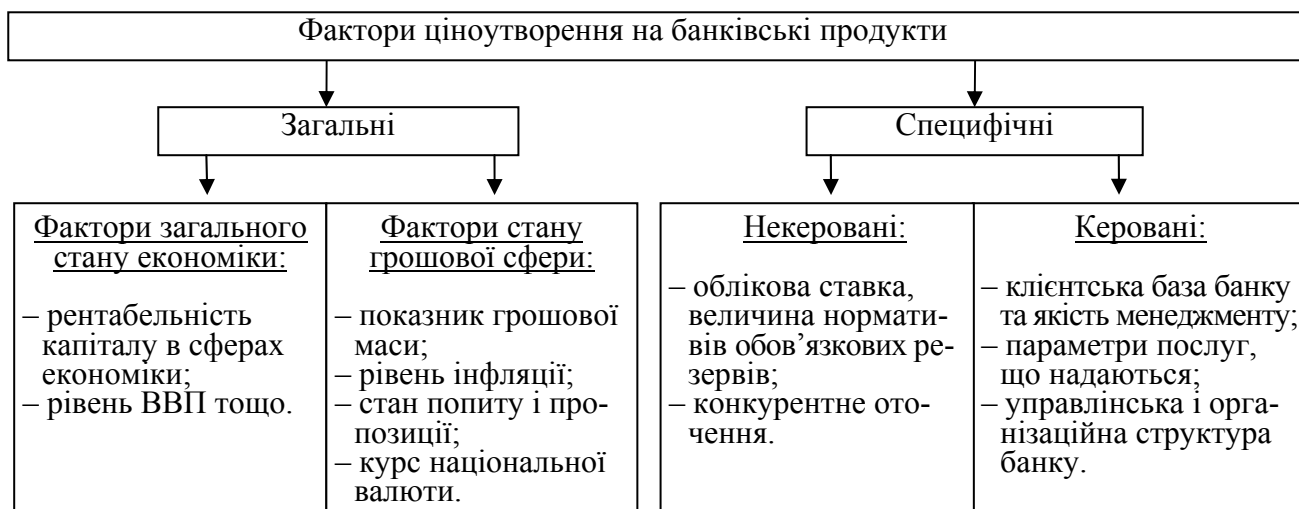 Фактори ціноутворення на банківські продукти
Загальні
Специфічні
Фактори загального
стану економіки:
– рентабельність
капіталу в сферах
економіки;
– рівень ВВП тощо.
Фактори стану
грошової сфери:
– показник грошової
маси;
– рівень інфляції;
– стан попиту і про-
позиції;
– курс національної
валюти.
Некеровані:
– облікова ставка,
величина нормати-
вів обов’язкових ре-
зервів;
– конкурентне ото-
чення.
Керовані:
– клієнтська база банку
та якість менеджменту;
– параметри послуг,
що надаються;
– управлінська і орга-
нізаційна структура
банку.